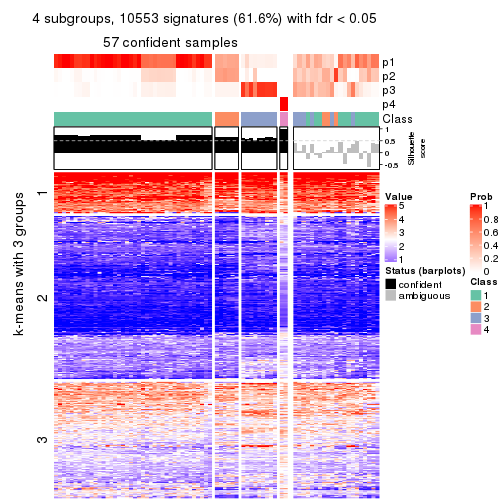 4 subgroups, 10553 signatures (61.6%) with fdr < 0.05
57 confident samples
p1
p2
p3
p4
Class
1
0.5
0
-0.5
Silhouette
score
k-means with 3 groups
1
2
3
Value
5
4
3
2
1
Status (barplots)
confident
ambiguous
Prob
1
0.8
0.6
0.4
0.2
0
Class
1
2
3
4